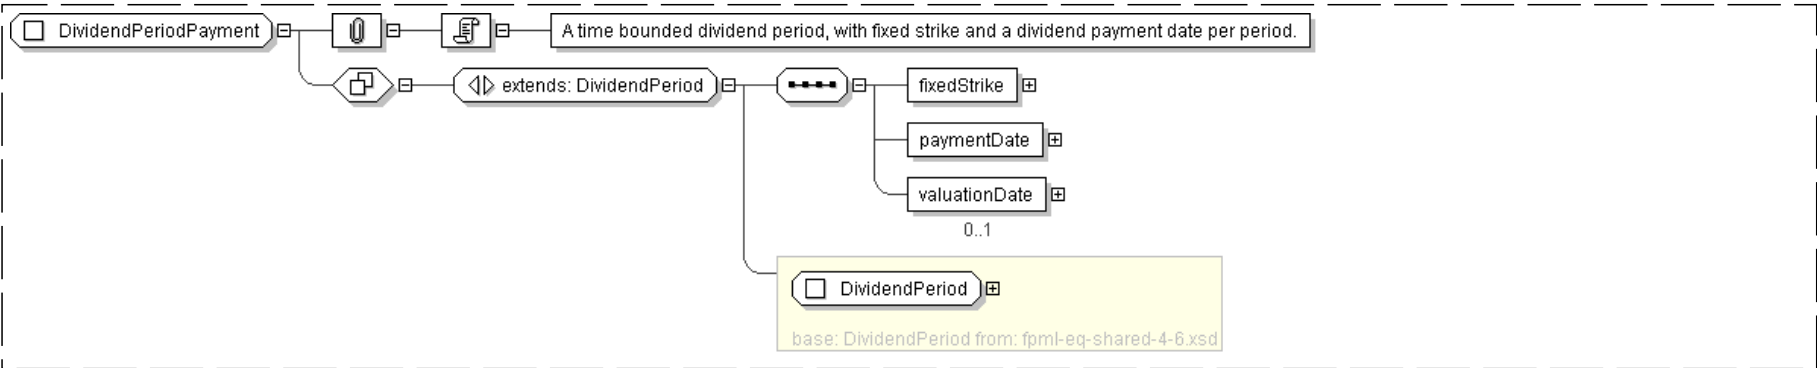 DividendPeriodPayment
A time bounded dividend period, with fixed strike and a dividend payment date per period.
extends: DividendPeriod
fixedStrike
paymentDate
valuationDate
0..1
DividendPeriod
base: DividendPeriod from: fpml-eq-shared-4-6.xsd